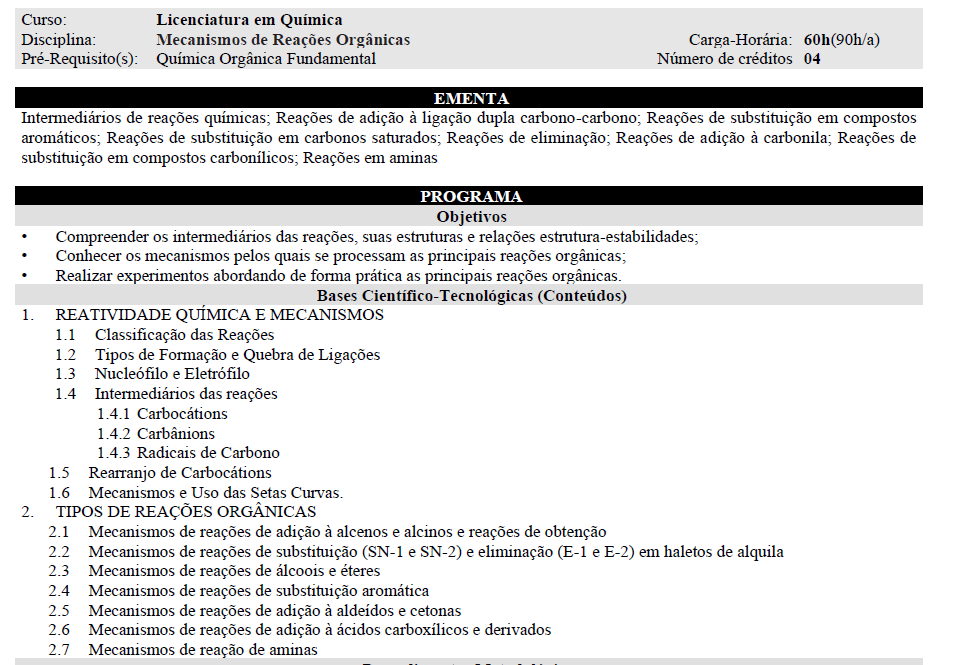 Curso: Licenciatura em Química
Disciplina: Mecanismos de Reações Orgânicas Carga-Horária: 60h(90h/a)
Pré-Requisito(s): Química Orgânica Fundamental Número de créditos 04
EMENTA
Intermediários de reações químicas; Reações de adição à ligação dupla carbono-carbono; Reações de substituição em compostos
aromáticos; Reações de substituição em carbonos saturados; Reações de eliminação; Reações de adição à carbonila; Reações de
substituição em compostos carbonílicos; Reações em aminas
PROGRAMA
Objetivos
• Compreender os intermediários das reações, suas estruturas e relações estrutura-estabilidades;
• Conhecer os mecanismos pelos quais se processam as principais reações orgânicas;
• Realizar experimentos abordando de forma prática as principais reações orgânicas.
Bases Científico-Tecnológicas (Conteúdos)
1. REATIVIDADE QUÍMICA E MECANISMOS
1.1 Classificação das Reações
1.2 Tipos de Formação e Quebra de Ligações
1.3 Nucleófilo e Eletrófilo
1.4 Intermediários das reações
1.4.1 Carbocátions
1.4.2 Carbânions
1.4.3 Radicais de Carbono
1.5 Rearranjo de Carbocátions
1.6 Mecanismos e Uso das Setas Curvas.
2. TIPOS DE REAÇÕES ORGÂNICAS
2.1 Mecanismos de reações de adição à alcenos e alcinos e reações de obtenção
2.2 Mecanismos de reações de substituição (SN-1 e SN-2) e eliminação (E-1 e E-2) em haletos de alquila
2.3 Mecanismos de reações de álcoois e éteres
2.4 Mecanismos de reações de substituição aromática
2.5 Mecanismos de reações de adição à aldeídos e cetonas
2.6 Mecanismos de reações de adição à ácidos carboxílicos e derivados
2.7 Mecanismos de reação de aminas